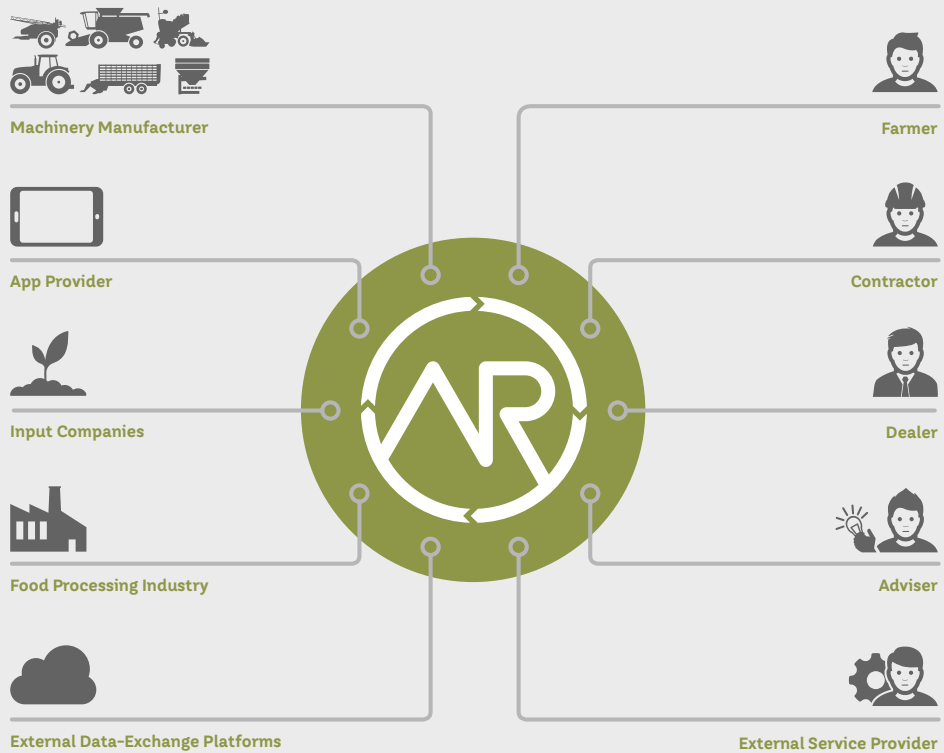 Machinery Manufacturer
Farmer
App Provider
Contractor
AR
Input Companies
Dealer
Food Processing Industry
Adviser
External Data-Exchange Platforms
External Service Provider